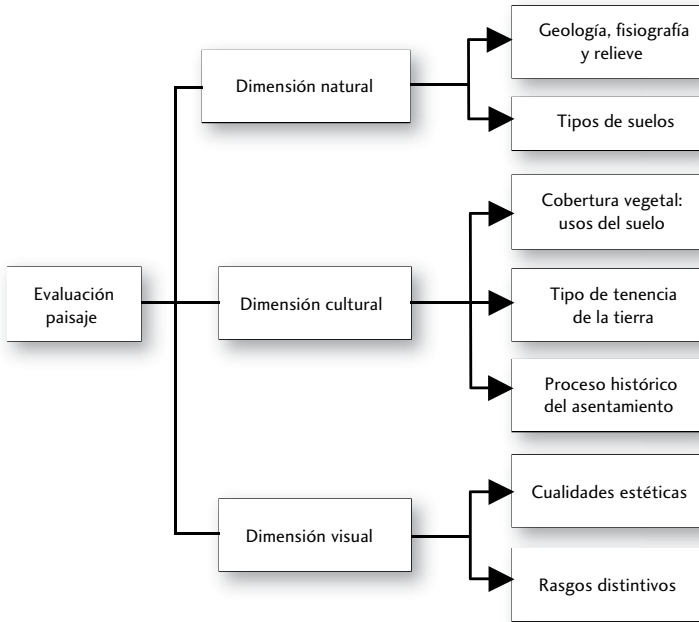 Evaluación
paisaje
Dimensión natural
Geología, fisiografía
y relieve
Tipos de suelos
Dimensión cultural
Cobertura vegetal:
usos del suelo
Tipo de tenencia
de la tierra
Proceso histórico
del asentamiento
Dimensión visual
Cualidades estéticas
Rasgos distintivos